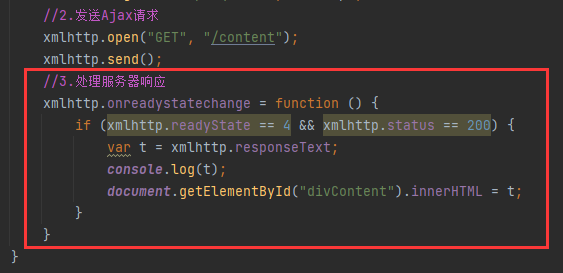 //2.发送Ajax请求
xmlhttp.open("GET", "/content");
xmlhttp.send();
//3.处理服务器响应
xmlhttp.onreadystatechange = function () {
if (xmlhttp.readyState == 4 && xmlhttp.status == 200) {
var t = xmlhttp.responseText;
console.log(t);
document.getElementById("divContent").innerHTML = t;
}
}
}